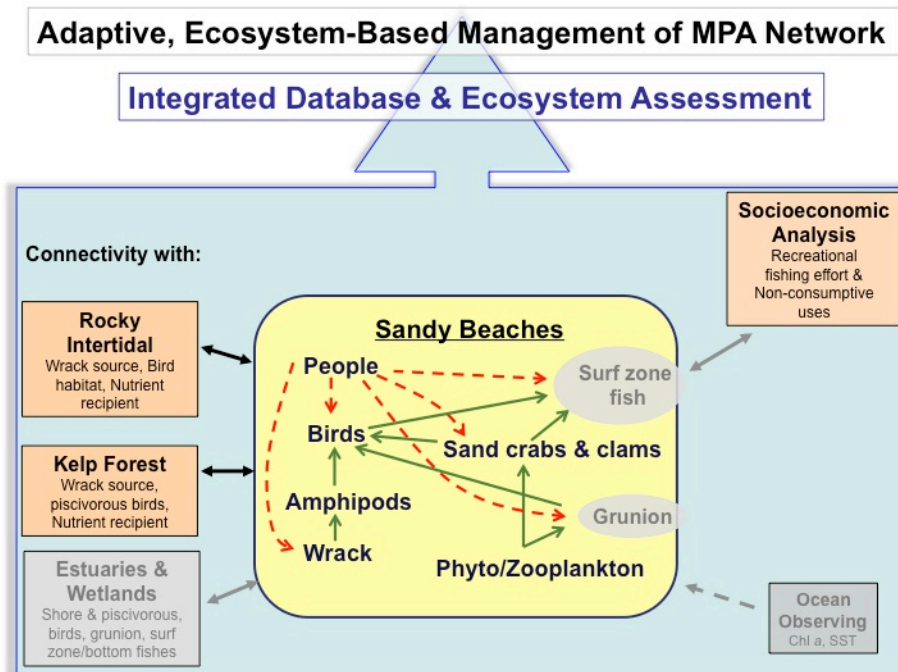 Adaptive, Ecosystem-Based Management of MPA Network
Integrated Database & Ecosystem Assessment
Connectivity with:
Rocky
Intertidal
Wrack source, Bird
habitat, Nutrient
recipient
Kelp Forest
Wrack source,
piscivorous birds,
Nutrient recipient
Estuaries &
Wetlands
Shore & piscivorous,
birds, grunion, surf
zone/bottom fishes
Sandy Beaches
People
Birds
Amphipods
Wrack
Surf zone
fish
Sand crabs & clams
Grunion
Phyto/Zooplankton
Socioeconomic
Analysis
Recreational
fishing effort &
Non-consumptive
uses
Ocean
Observing
Chl a, SST